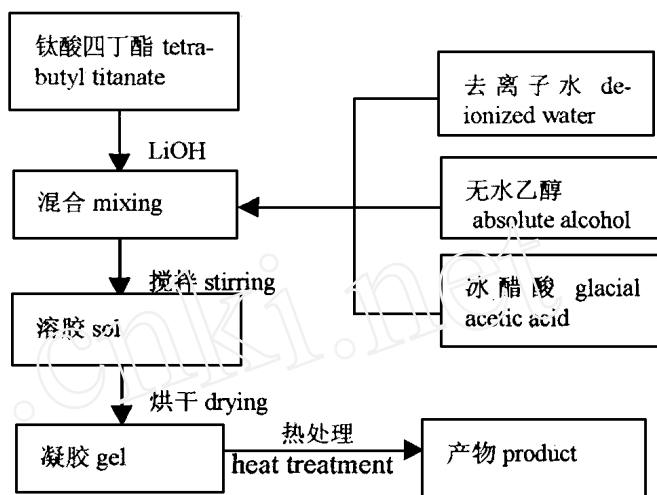 钛酸四丁酯 tetra-
butyl titanate
去离子水 de-
ionized water
LiOH
混合 mixing
无水乙醇
absolute alcohol
搅拌 stirring
冰醋酸 glacial
acetic acid
溶胶 sol
烘干 drying
凝胶 gel
热处理
heat treatment
产物 product
.cnki.net